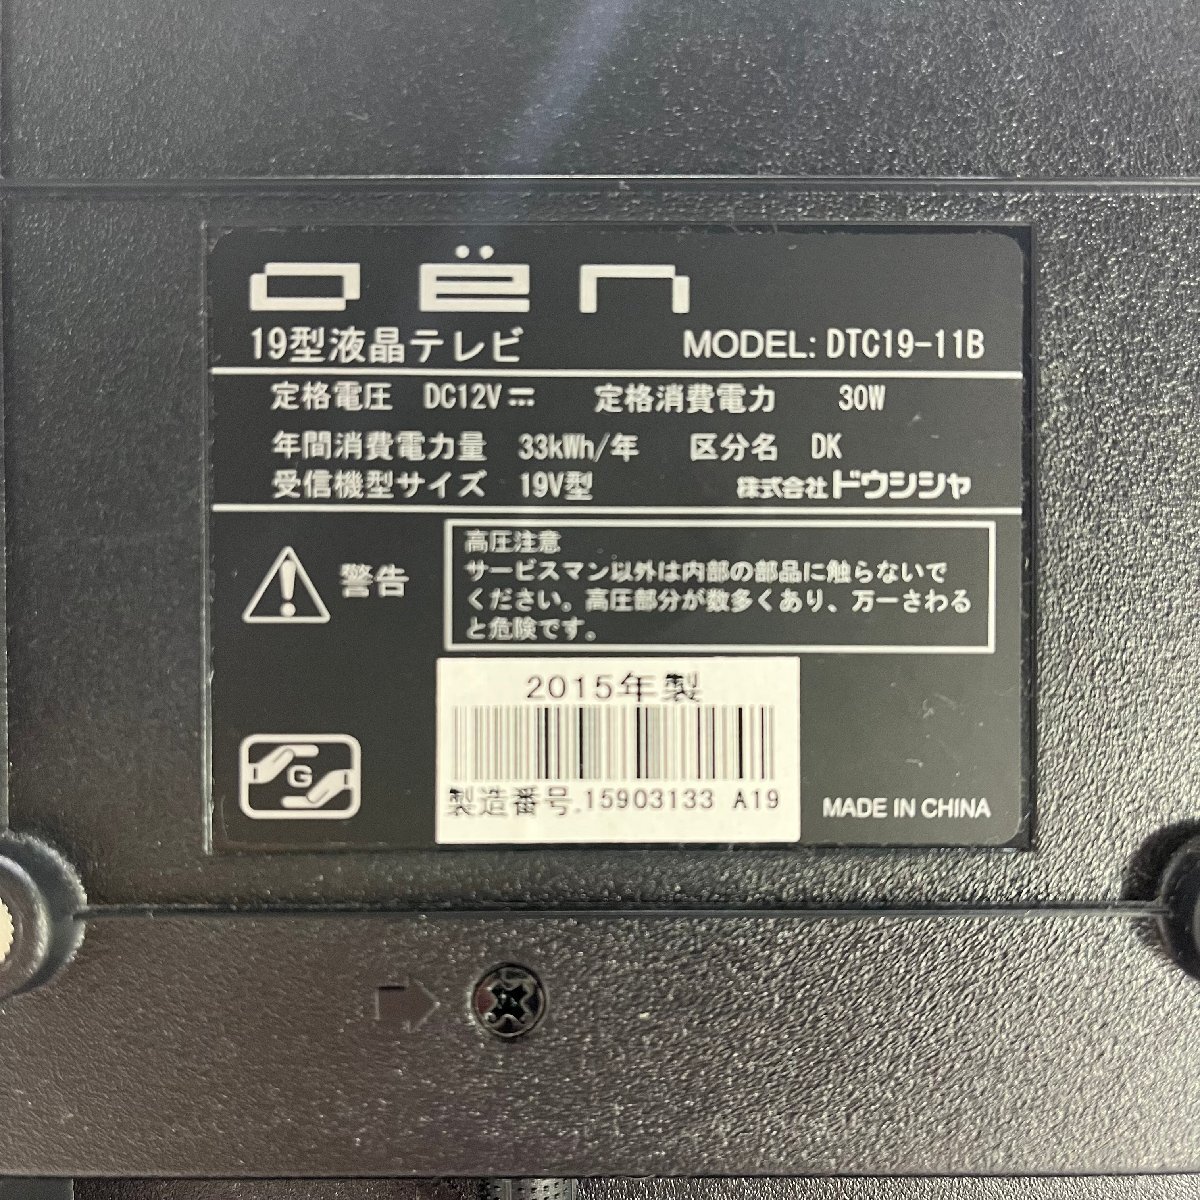 oën
19型液晶テレビ MODEL: DTC19-11B
定格電圧 DC12V⎓ 定格消費電力 30W
年間消費電力量 33kWh/年 区分名 DK
受信機型サイズ 19V型 株式会社ドウシシャ
警告
高圧注意
サービスマン以外は内部の部品に触らないで
ください。高圧部分が数多くあり、万一さわる
と危険です。
2015年製
製造番号.15903133 A19
G
MADE IN CHINA